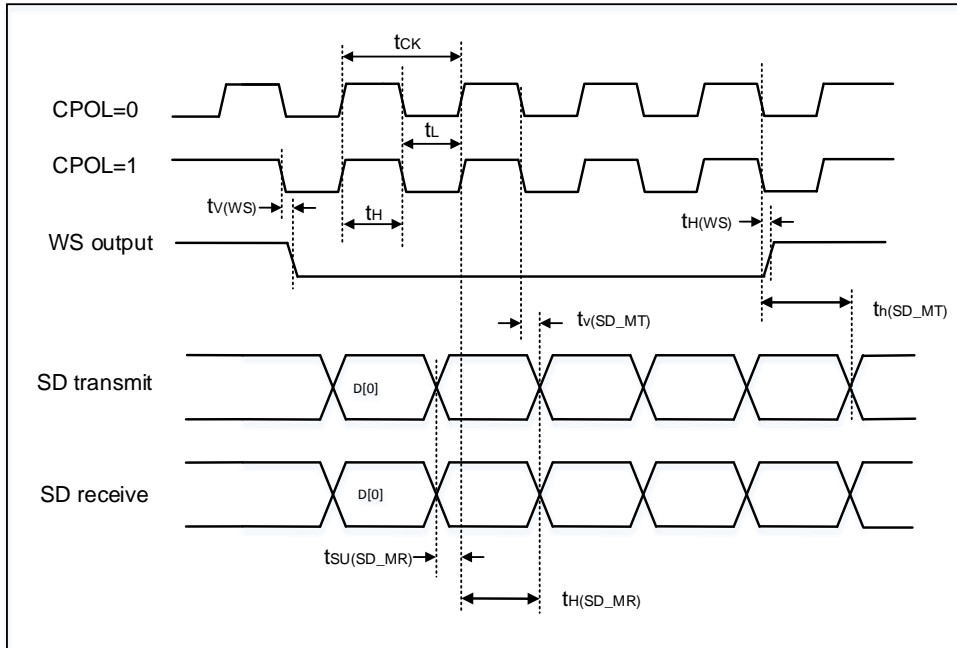 tCK
CPOL=0
tL
CPOL=1
tV(WS)
tH
tH(WS)
WS output
tv(SD_MT)
th(SD_MT)
SD transmit
D[0]
SD receive
D[0]
tSU(SD_MR)
tH(SD_MR)